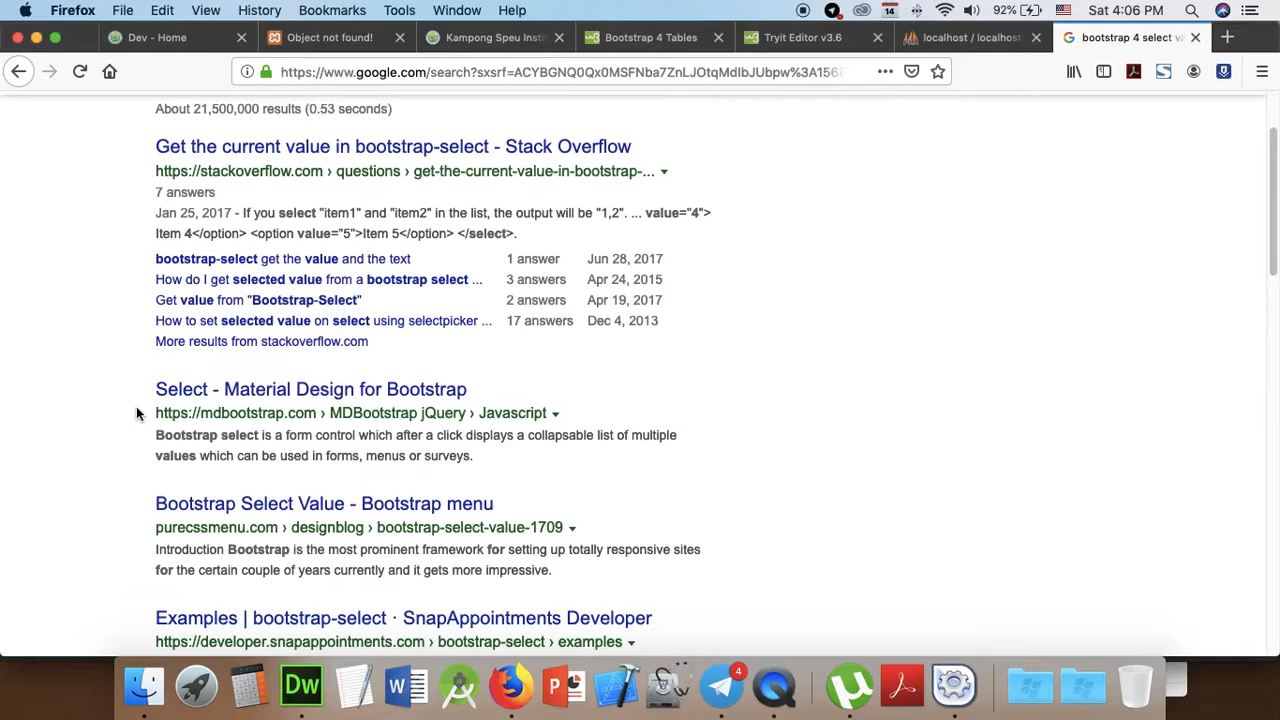 Firefox File Edit View History Bookmarks Tools Window Help 14 92% Sat 4:06 PM
Dev - Home Object not found! Kampong Speu Insti Bootstrap 4 Tables Tryit Editor v3.6 localhost / localhost bootstrap 4 select va
https://www.google.com/search?sxsrf=ACYBGNQ0Qx0MSFNba7ZnLJOtqMdIbJUbpw%3A1568
About 21,500,000 results (0.53 seconds)
Get the current value in bootstrap-select - Stack Overflow
https://stackoverflow.com › questions › get-the-current-value-in-bootstrap-...
7 answers
Jan 25, 2017 - If you select "item1" and "item2" in the list, the output will be "1,2". ... value="4">
Item 4</option> <option value="5">Item 5</option> </select>.
bootstrap-select get the value and the text 1 answer Jun 28, 2017
How do I get selected value from a bootstrap select ... 3 answers Apr 24, 2015
Get value from "Bootstrap-Select" 2 answers Apr 19, 2017
How to set selected value on select using selectpicker ... 17 answers Dec 4, 2013
More results from stackoverflow.com
Select - Material Design for Bootstrap
https://mdbootstrap.com › MDBootstrap jQuery › Javascript
Bootstrap select is a form control which after a click displays a collapsable list of multiple
values which can be used in forms, menus or surveys.
Bootstrap Select Value - Bootstrap menu
purecssmenu.com › designblog › bootstrap-select-value-1709
Introduction Bootstrap is the most prominent framework for setting up totally responsive sites
for the certain couple of years currently and it gets more impressive.
Examples | bootstrap-select · SnapAppointments Developer
https://developer.snapappointments.com › bootstrap-select › examples
Dw W P 4